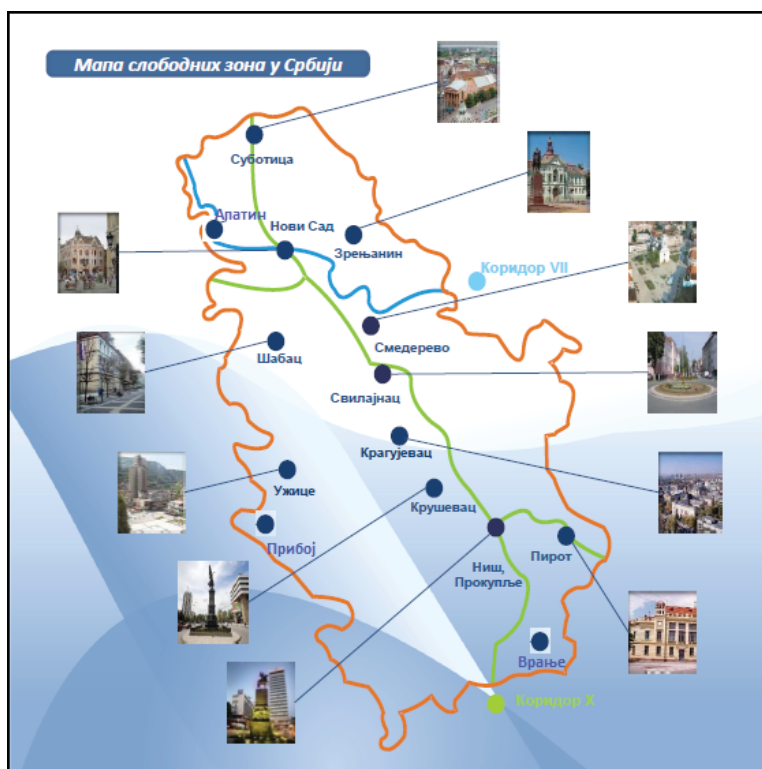 Мапа слободних зона у Србији
Суботица
Апатин
Нови Сад
Зрењанин
Коридор VII
Смедерево
Шабац
Свилајнац
Крагујевац
Ужице
Крушевац
Прибој
Ниш,
Прокупље
Пирот
Врање
Коридор X